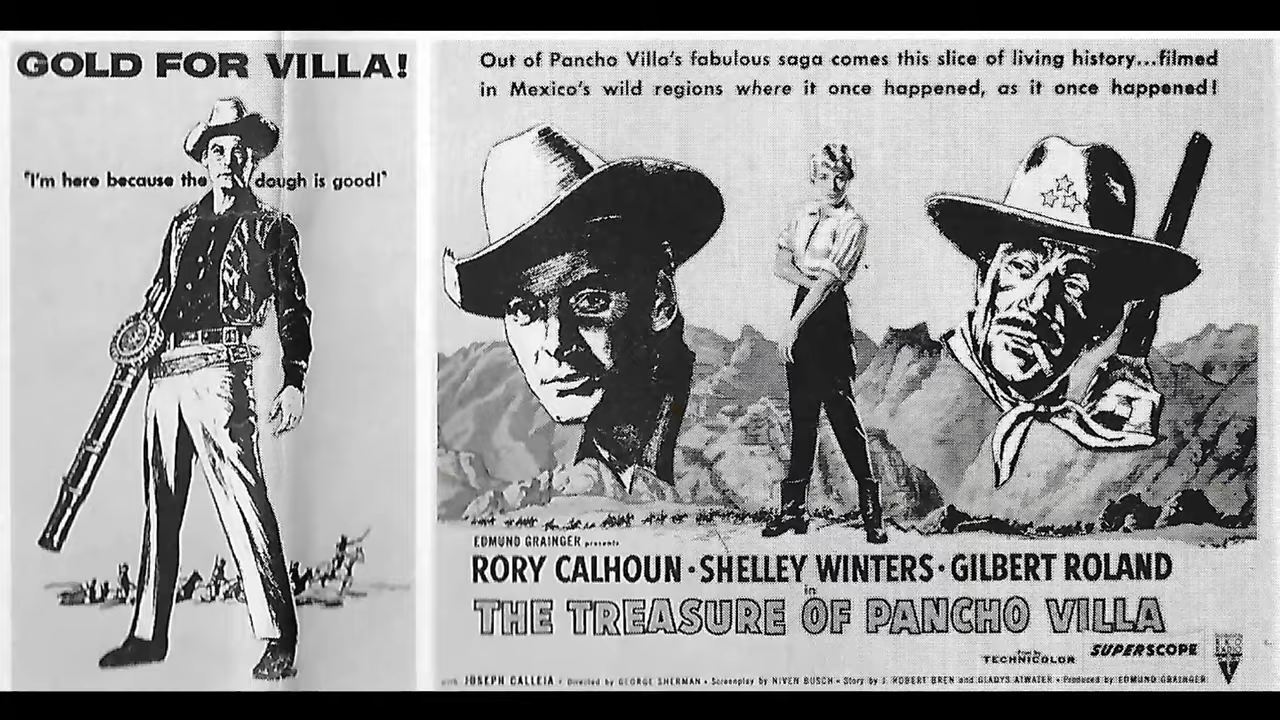 GOLD FOR VILLA!
"I'm here because the dough is good!"
Out of Pancho Villa's fabulous saga comes this slice of living history...filmed
in Mexico's wild regions where it once happened, as it once happened!
EDMUND GRAINGER presents
RORY CALHOUN · SHELLEY WINTERS · GILBERT ROLAND
in
THE TREASURE OF PANCHO VILLA
TECHNICOLOR
SUPERSCOPE
with JOSEPH CALLEIA · Directed by GEORGE SHERMAN · Screenplay by NIVEN BUSCH · Story by J. ROBERT BREN and GLADYS ATWATER · Produced by EDMUND GRAINGER
RKO
RADIO